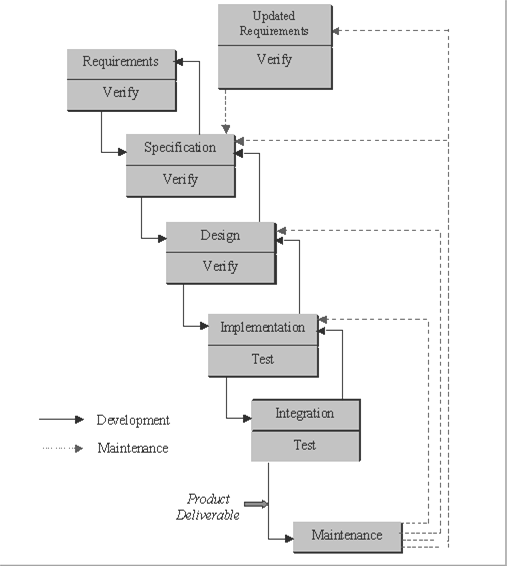 Updated
Requirements
Verify
Requirements
Verify
Specification
Verify
Design
Verify
Implementation
Test
Integration
Test
Development
Maintenance
Product
Deliverable
Maintenance